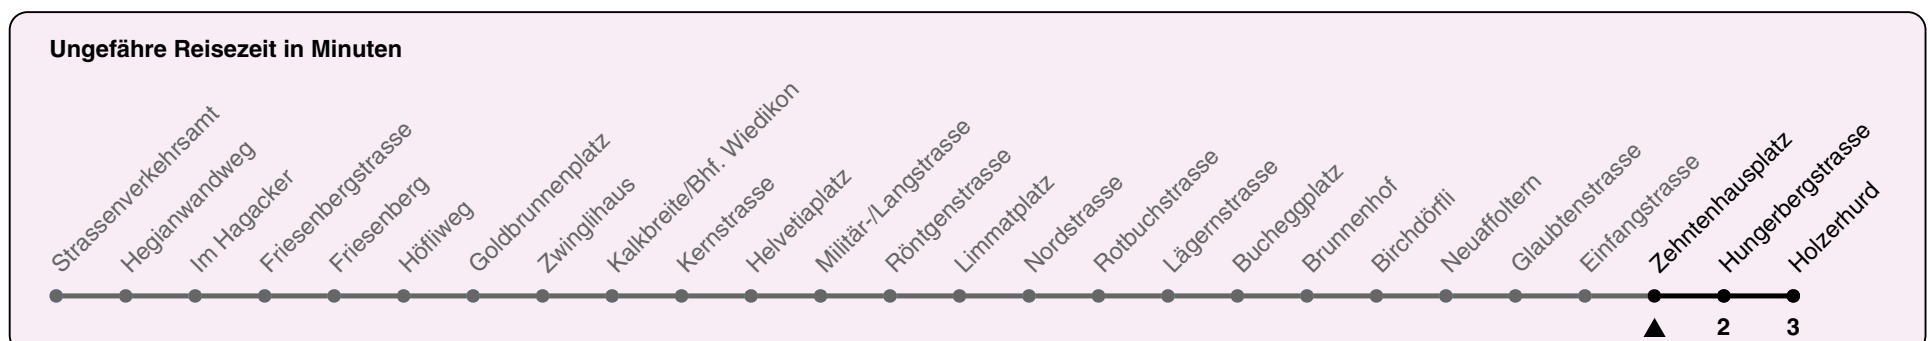 Ungefähre Reisezeit in Minuten
Strassenverkehrsamt
Hegianwandweg
Im Hagacker
Friesenbergstrasse
Friesenberg
Höfliweg
Goldbrunnenplatz
Zwinglihaus
Kalkbreite/Bhf. Wiedikon
Kernstrasse
Helvetiaplatz
Militär-/Langstrasse
Röntgenstrasse
Limmatplatz
Nordstrasse
Rotbuchstrasse
Lägernstrasse
Bucheggplatz
Brunnenhof
Birchdörfli
Neuaffoltern
Glaubtenstrasse
Einfangstrasse
Zehntenhausplatz
Hungerbergstrasse
Holzerhurd
2 3